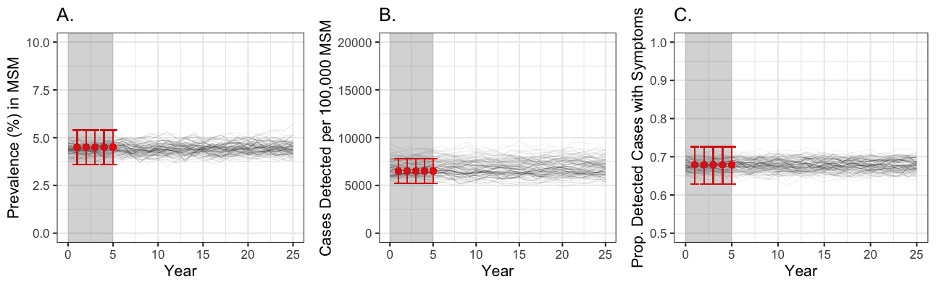 A.
Prevalence (%) in MSM
10.0
7.5
5.0
2.5
0.0
0 5 10 15 20 25
Year
B.
Cases Detected per 100,000 MSM
20000
15000
10000
5000
0
0 5 10 15 20 25
Year
C.
Prop. Detected Cases with Symptoms
1.0
0.9
0.8
0.7
0.6
0.5
0 5 10 15 20 25
Year